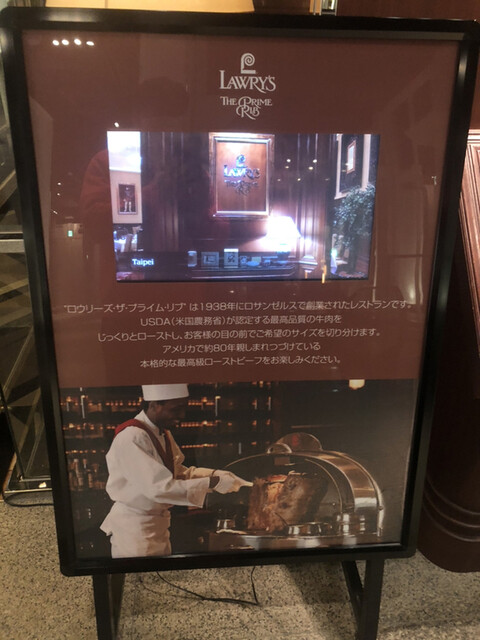 LAWRY'S
THE PRIME RIB
LAWRY'S
Taipei
"ロウリーズ・ザ・プライム・リブ"は1938年にロサンゼルスで創業されたレストランです。
USDA(米国農務省)が認定する最高品質の牛肉を
じっくりとローストし、お客様の目の前でご希望のサイズを切り分けます。
アメリカで約80年親しまれつづけている
本格的な最高級ローストビーフをお楽しみください。